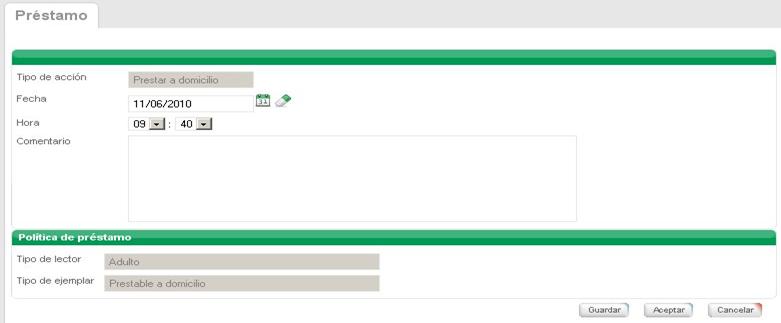 Préstamo
Tipo de acción Prestar a domicilio
Fecha 11/06/2010 31
Hora 09 : 40
Comentario
Política de préstamo
Tipo de lector Adulto
Tipo de ejemplar Prestable a domicilio
Guardar Aceptar Cancelar